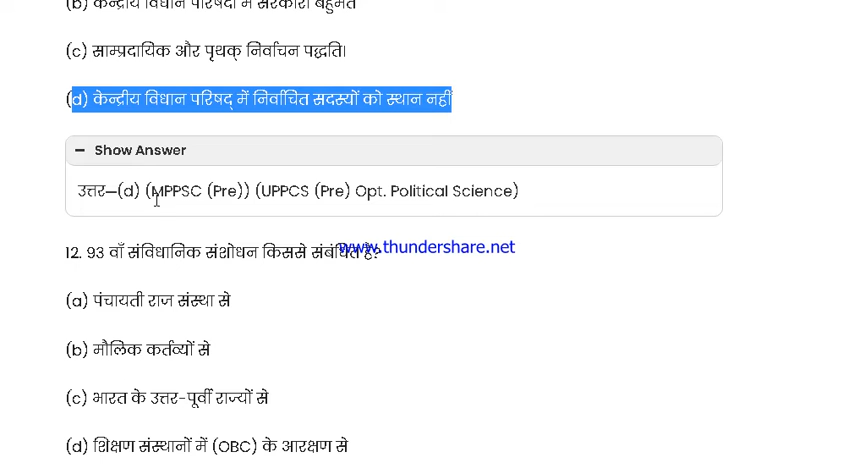 (b) केन्द्रीय विधान परिषदों में सरकारी बहुमत
(c) साम्प्रदायिक और पृथक् निर्वाचन पद्धति।
(d) केन्द्रीय विधान परिषद् में निर्वाचित सदस्यों को स्थान नहीं
− Show Answer
उत्तर–(d) (MPPSC (Pre)) (UPPCS (Pre) Opt. Political Science)
12. 93 वाँ संविधानिक संशोधन किससे संबंधित है?
www.thundershare.net
(a) पंचायती राज संस्था से
(b) मौलिक कर्तव्यों से
(c) भारत के उत्तर-पूर्वी राज्यों से
(d) शिक्षण संस्थानों में (OBC) के आरक्षण से